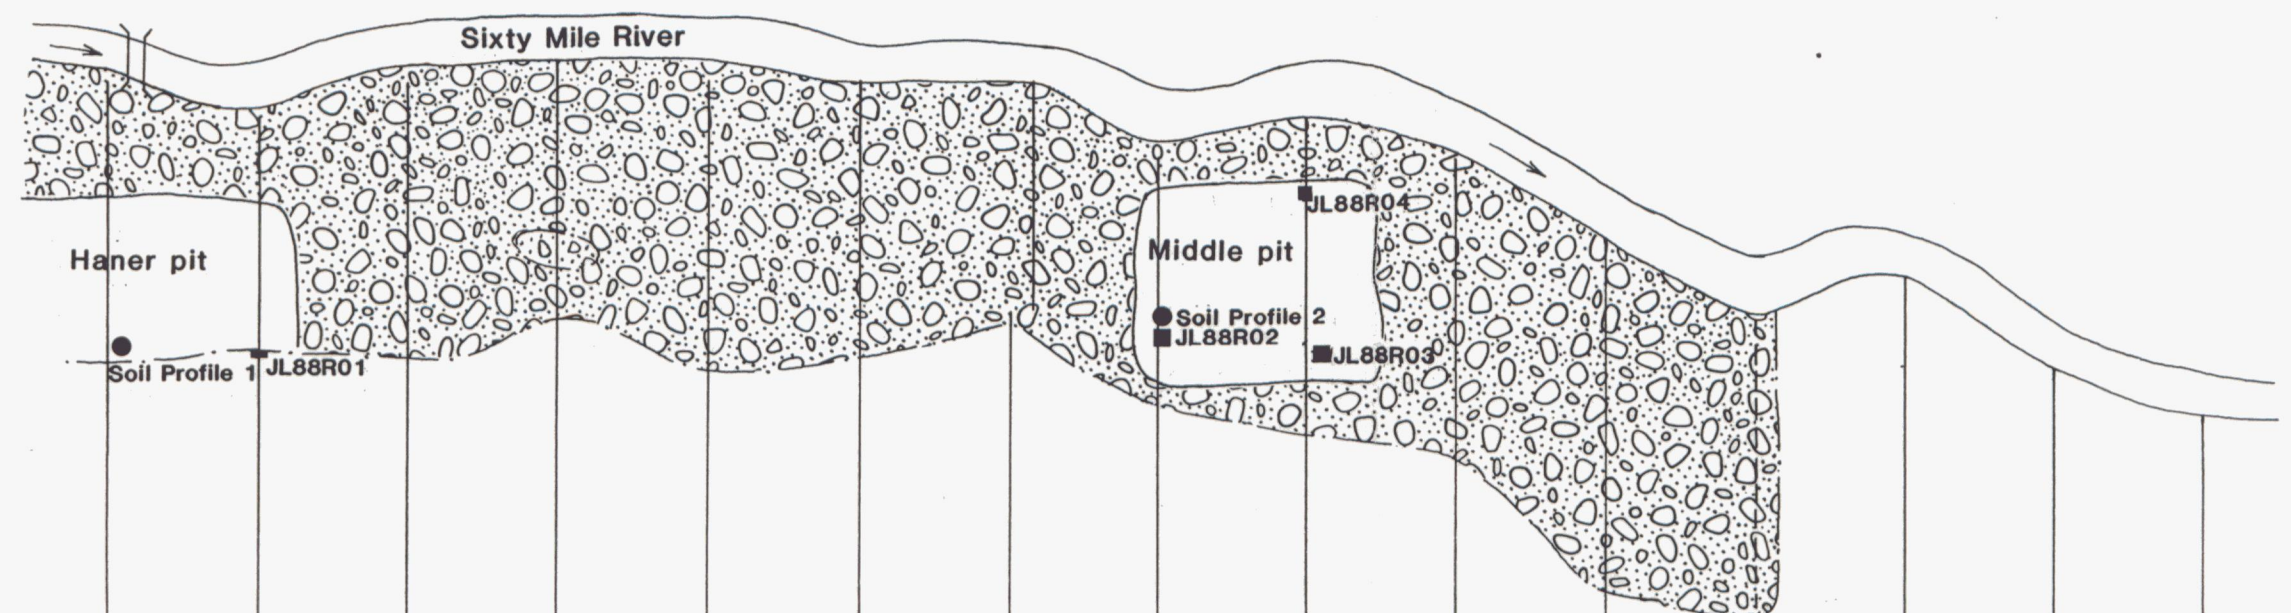 Sixty Mile River
JL88R04
Haner pit
Middle pit
Soil Profile 2
JL88R02
JL88R03
Soil Profile 1
JL88R01